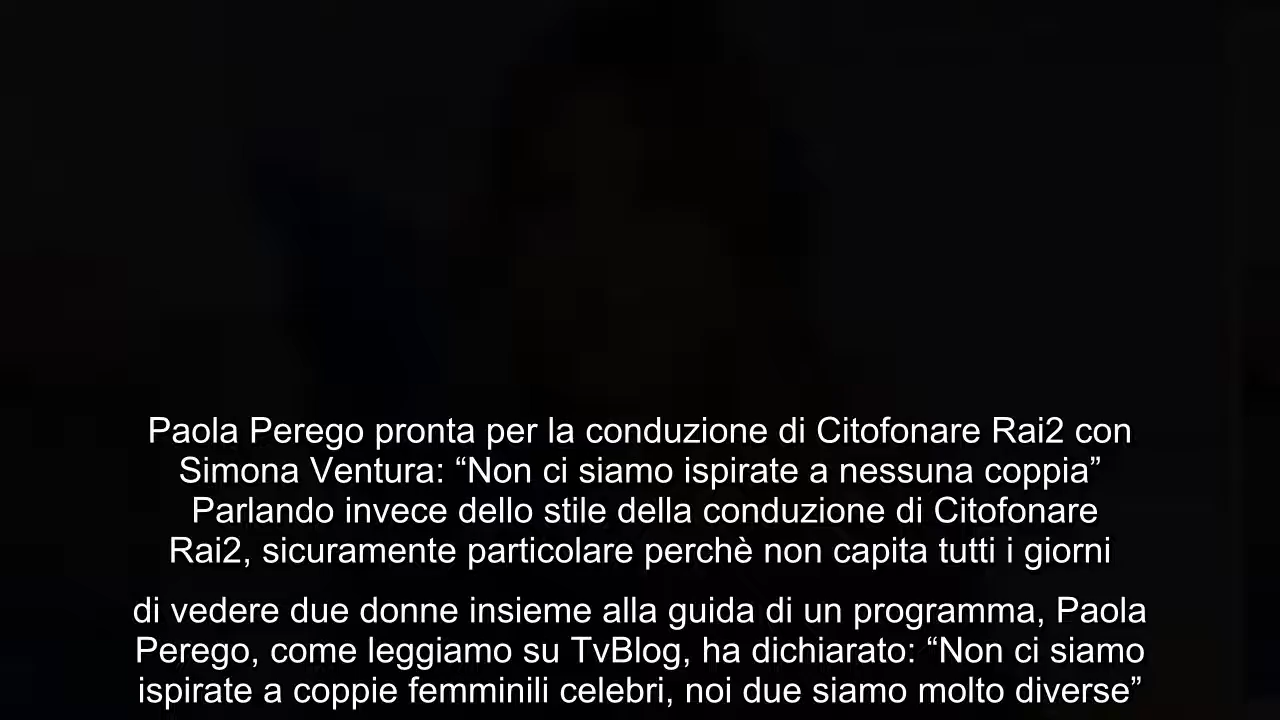 Paola Perego pronta per la conduzione di Citofonare Rai2 con
Simona Ventura: “Non ci siamo ispirate a nessuna coppia”
Parlando invece dello stile della conduzione di Citofonare
Rai2, sicuramente particolare perchè non capita tutti i giorni
di vedere due donne insieme alla guida di un programma, Paola
Perego, come leggiamo su TvBlog, ha dichiarato: “Non ci siamo
ispirate a coppie femminili celebri, noi due siamo molto diverse”